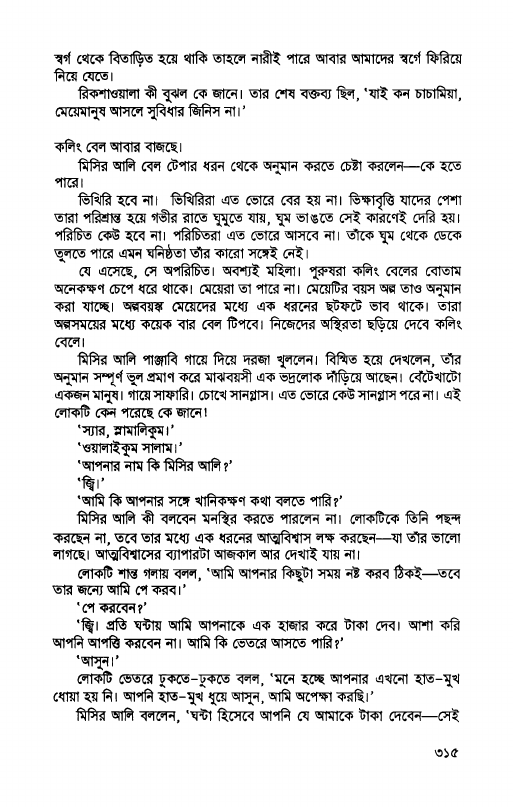 স্বর্গ থেকে বিতাড়িত হয়ে থাকি তাহলে নারীই পারে আবার আমাদের স্বর্গে ফিরিয়ে
নিয়ে যেতে।
রিকশাওয়ালা কী বুঝল কে জানে। তার শেষ বক্তব্য ছিল, ‘যাই কন চাচামিয়া,
মেয়েমানুষ আসলে সুবিধার জিনিস না।’
কলিং বেল আবার বাজছে।
মিসির আলি বেল টেপার ধরন থেকে অনুমান করতে চেষ্টা করলেন—কে হতে
পারে।
ভিখিরি হবে না। ভিখিরিরা এত ভোরে বের হয় না। ভিক্ষাবৃত্তি যাদের পেশা
তারা পরিশ্রান্ত হয়ে গভীর রাতে ঘুমুতে যায়, ঘুম ভাঙতে সেই কারণেই দেরি হয়।
পরিচিত কেউ হবে না। পরিচিতরা এত ভোরে আসবে না। তাঁকে ঘুম থেকে ডেকে
তুলতে পারে এমন ঘনিষ্ঠতা তাঁর কারো সঙ্গেই নেই।
যে এসেছে, সে অপরিচিত। অবশ্যই মহিলা। পুরুষরা কলিং বেলের বোতাম
অনেকক্ষণ চেপে ধরে থাকে। মেয়েরা তা পারে না। মেয়েটির বয়স অল্প তাও অনুমান
করা যাচ্ছে। অল্পবয়স্ক মেয়েদের মধ্যে এক ধরনের ছটফটে ভাব থাকে। তারা
অল্পসময়ের মধ্যে কয়েক বার বেল টিপবে। নিজেদের অস্থিরতা ছড়িয়ে দেবে কলিং
বেলে।
মিসির আলি পাঞ্জাবি গায়ে দিয়ে দরজা খুললেন। বিস্মিত হয়ে দেখলেন, তাঁর
অনুমান সম্পূর্ণ ভুল প্রমাণ করে মাঝবয়সী এক ভদ্রলোক দাঁড়িয়ে আছেন। বেঁটেখাটো
একজন মানুষ। গায়ে সাফারি। চোখে সানগ্লাস। এত ভোরে কেউ সানগ্লাস পরে না। এই
লোকটি কেন পরেছে কে জানে!
‘স্যার, স্লামালিকুম।’
‘ওয়ালাইকুম সালাম।’
‘আপনার নাম কি মিসির আলি?’
‘জ্বি।’
‘আমি কি আপনার সঙ্গে খানিকক্ষণ কথা বলতে পারি?’
মিসির আলি কী বলবেন মনস্থির করতে পারলেন না। লোকটিকে তিনি পছন্দ
করছেন না, তবে তার মধ্যে এক ধরনের আত্মবিশ্বাস লক্ষ করছেন—যা তাঁর ভালো
লাগছে। আত্মবিশ্বাসের ব্যাপারটা আজকাল আর দেখাই যায় না।
লোকটি শান্ত গলায় বলল, ‘আমি আপনার কিছুটা সময় নষ্ট করব ঠিকই—তবে
তার জন্যে আমি পে করব।’
‘পে করবেন?’
‘জ্বি। প্রতি ঘন্টায় আমি আপনাকে এক হাজার করে টাকা দেব। আশা করি
আপনি আপত্তি করবেন না। আমি কি ভেতরে আসতে পারি?’
‘আসুন।’
লোকটি ভেতরে ঢুকতে-ঢুকতে বলল, ‘মনে হচ্ছে আপনার এখনো হাত-মুখ
ধোয়া হয় নি। আপনি হাত-মুখ ধুয়ে আসুন, আমি অপেক্ষা করছি।’
মিসির আলি বললেন, ‘ঘন্টা হিসেবে আপনি যে আমাকে টাকা দেবেন—সেই
৩১৫